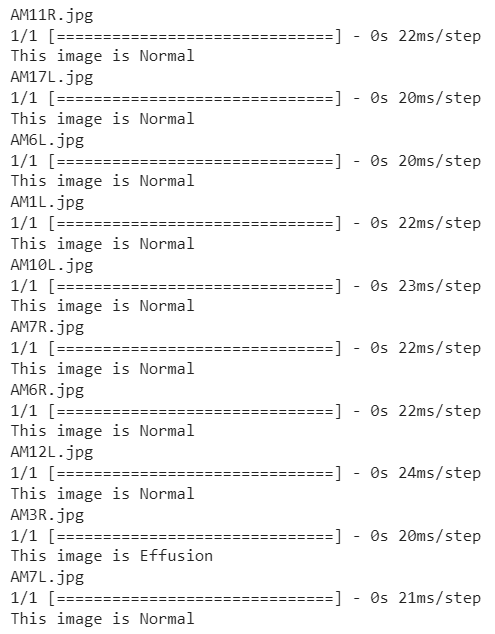 AM11R.jpg
1/1 [==============================] - 0s 22ms/step
This image is Normal
AM17L.jpg
1/1 [==============================] - 0s 20ms/step
This image is Normal
AM6L.jpg
1/1 [==============================] - 0s 20ms/step
This image is Normal
AM1L.jpg
1/1 [==============================] - 0s 22ms/step
This image is Normal
AM10L.jpg
1/1 [==============================] - 0s 23ms/step
This image is Normal
AM7R.jpg
1/1 [==============================] - 0s 22ms/step
This image is Normal
AM6R.jpg
1/1 [==============================] - 0s 22ms/step
This image is Normal
AM12L.jpg
1/1 [==============================] - 0s 24ms/step
This image is Normal
AM3R.jpg
1/1 [==============================] - 0s 20ms/step
This image is Effusion
AM7L.jpg
1/1 [==============================] - 0s 21ms/step
This image is Normal